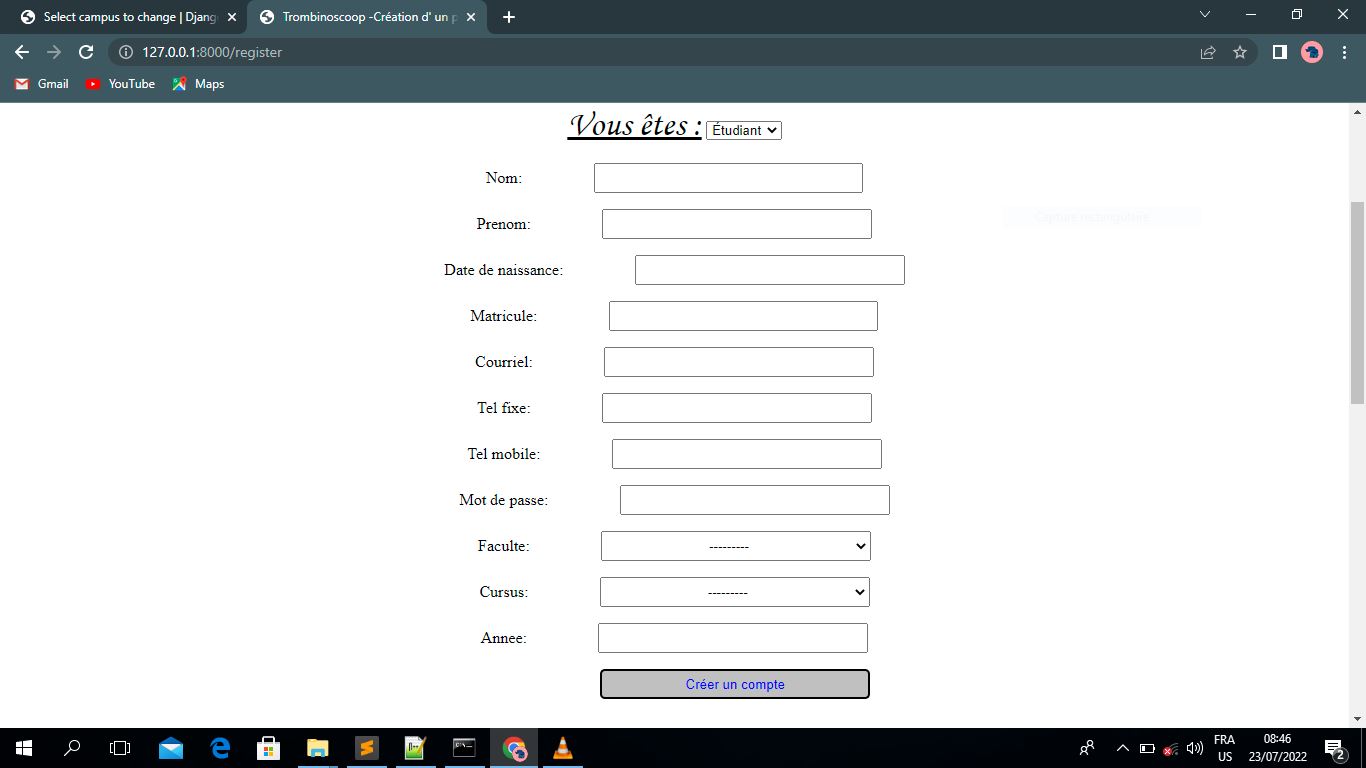 Select campus to change | Djang
Trombinoscoop -Création d' un p
127.0.0.1:8000/register
Gmail YouTube Maps
Vous êtes : Étudiant
Nom:
Prenom:
Capture rectangulaire
Date de naissance:
Matricule:
Courriel:
Tel fixe:
Tel mobile:
Mot de passe:
Faculte: ---------
Cursus: ---------
Annee:
Créer un compte
FRA 08:46
US 23/07/2022 2